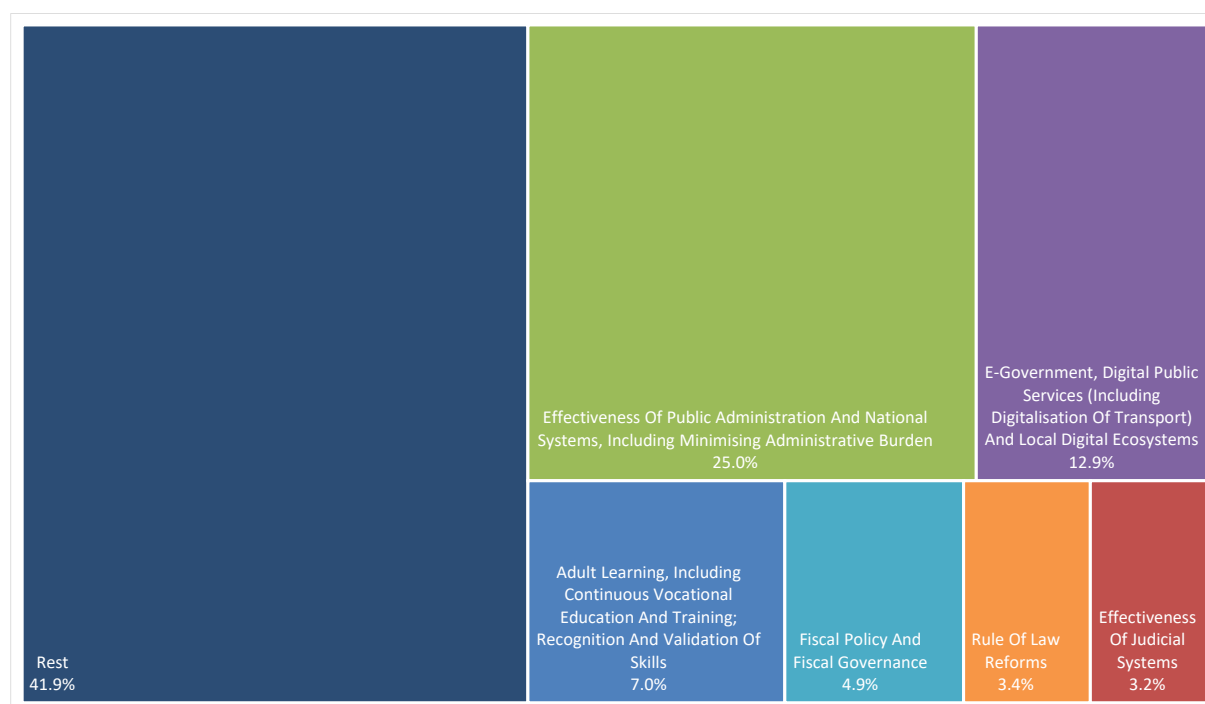 Rest
41.9%
Effectiveness Of Public Administration And National
Systems, Including Minimising Administrative Burden
25.0%
E-Government, Digital Public
Services (Including
Digitalisation Of Transport)
And Local Digital Ecosystems
12.9%
Adult Learning, Including
Continuous Vocational
Education And Training;
Recognition And Validation Of
Skills
7.0%
Fiscal Policy And
Fiscal Governance
4.9%
Rule Of Law
Reforms
3.4%
Effectiveness
Of Judicial
Systems
3.2%